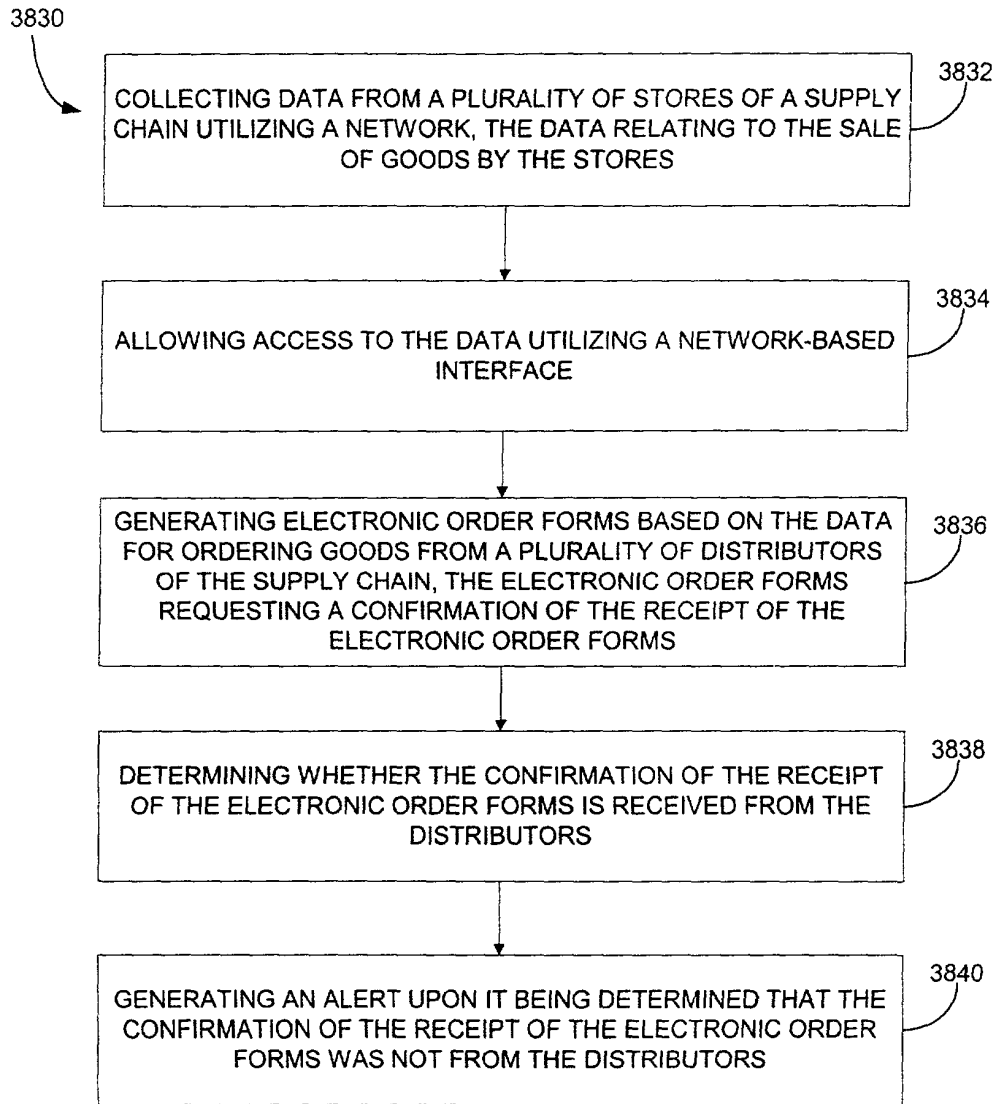 3830
COLLECTING DATA FROM A PLURALITY OF STORES OF A SUPPLY
CHAIN UTILIZING A NETWORK, THE DATA RELATING TO THE SALE
OF GOODS BY THE STORES
3832
ALLOWING ACCESS TO THE DATA UTILIZING A NETWORK-BASED
INTERFACE
3834
GENERATING ELECTRONIC ORDER FORMS BASED ON THE DATA
FOR ORDERING GOODS FROM A PLURALITY OF DISTRIBUTORS
OF THE SUPPLY CHAIN, THE ELECTRONIC ORDER FORMS
REQUESTING A CONFIRMATION OF THE RECEIPT OF THE
ELECTRONIC ORDER FORMS
3836
DETERMINING WHETHER THE CONFIRMATION OF THE RECEIPT
OF THE ELECTRONIC ORDER FORMS IS RECEIVED FROM THE
DISTRIBUTORS
3838
GENERATING AN ALERT UPON IT BEING DETERMINED THAT THE
CONFIRMATION OF THE RECEIPT OF THE ELECTRONIC ORDER
FORMS WAS NOT FROM THE DISTRIBUTORS
3840